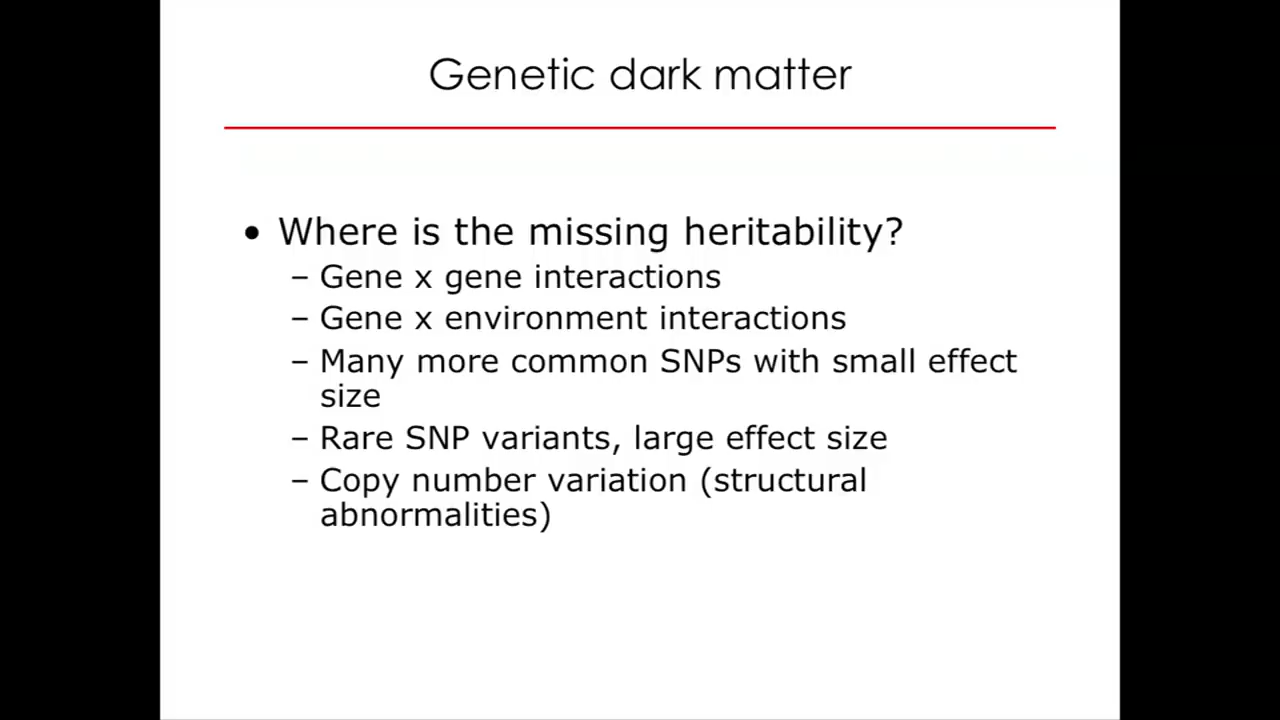 Genetic dark matter
• Where is the missing heritability?
– Gene x gene interactions
– Gene x environment interactions
– Many more common SNPs with small effect
size
– Rare SNP variants, large effect size
– Copy number variation (structural
abnormalities)